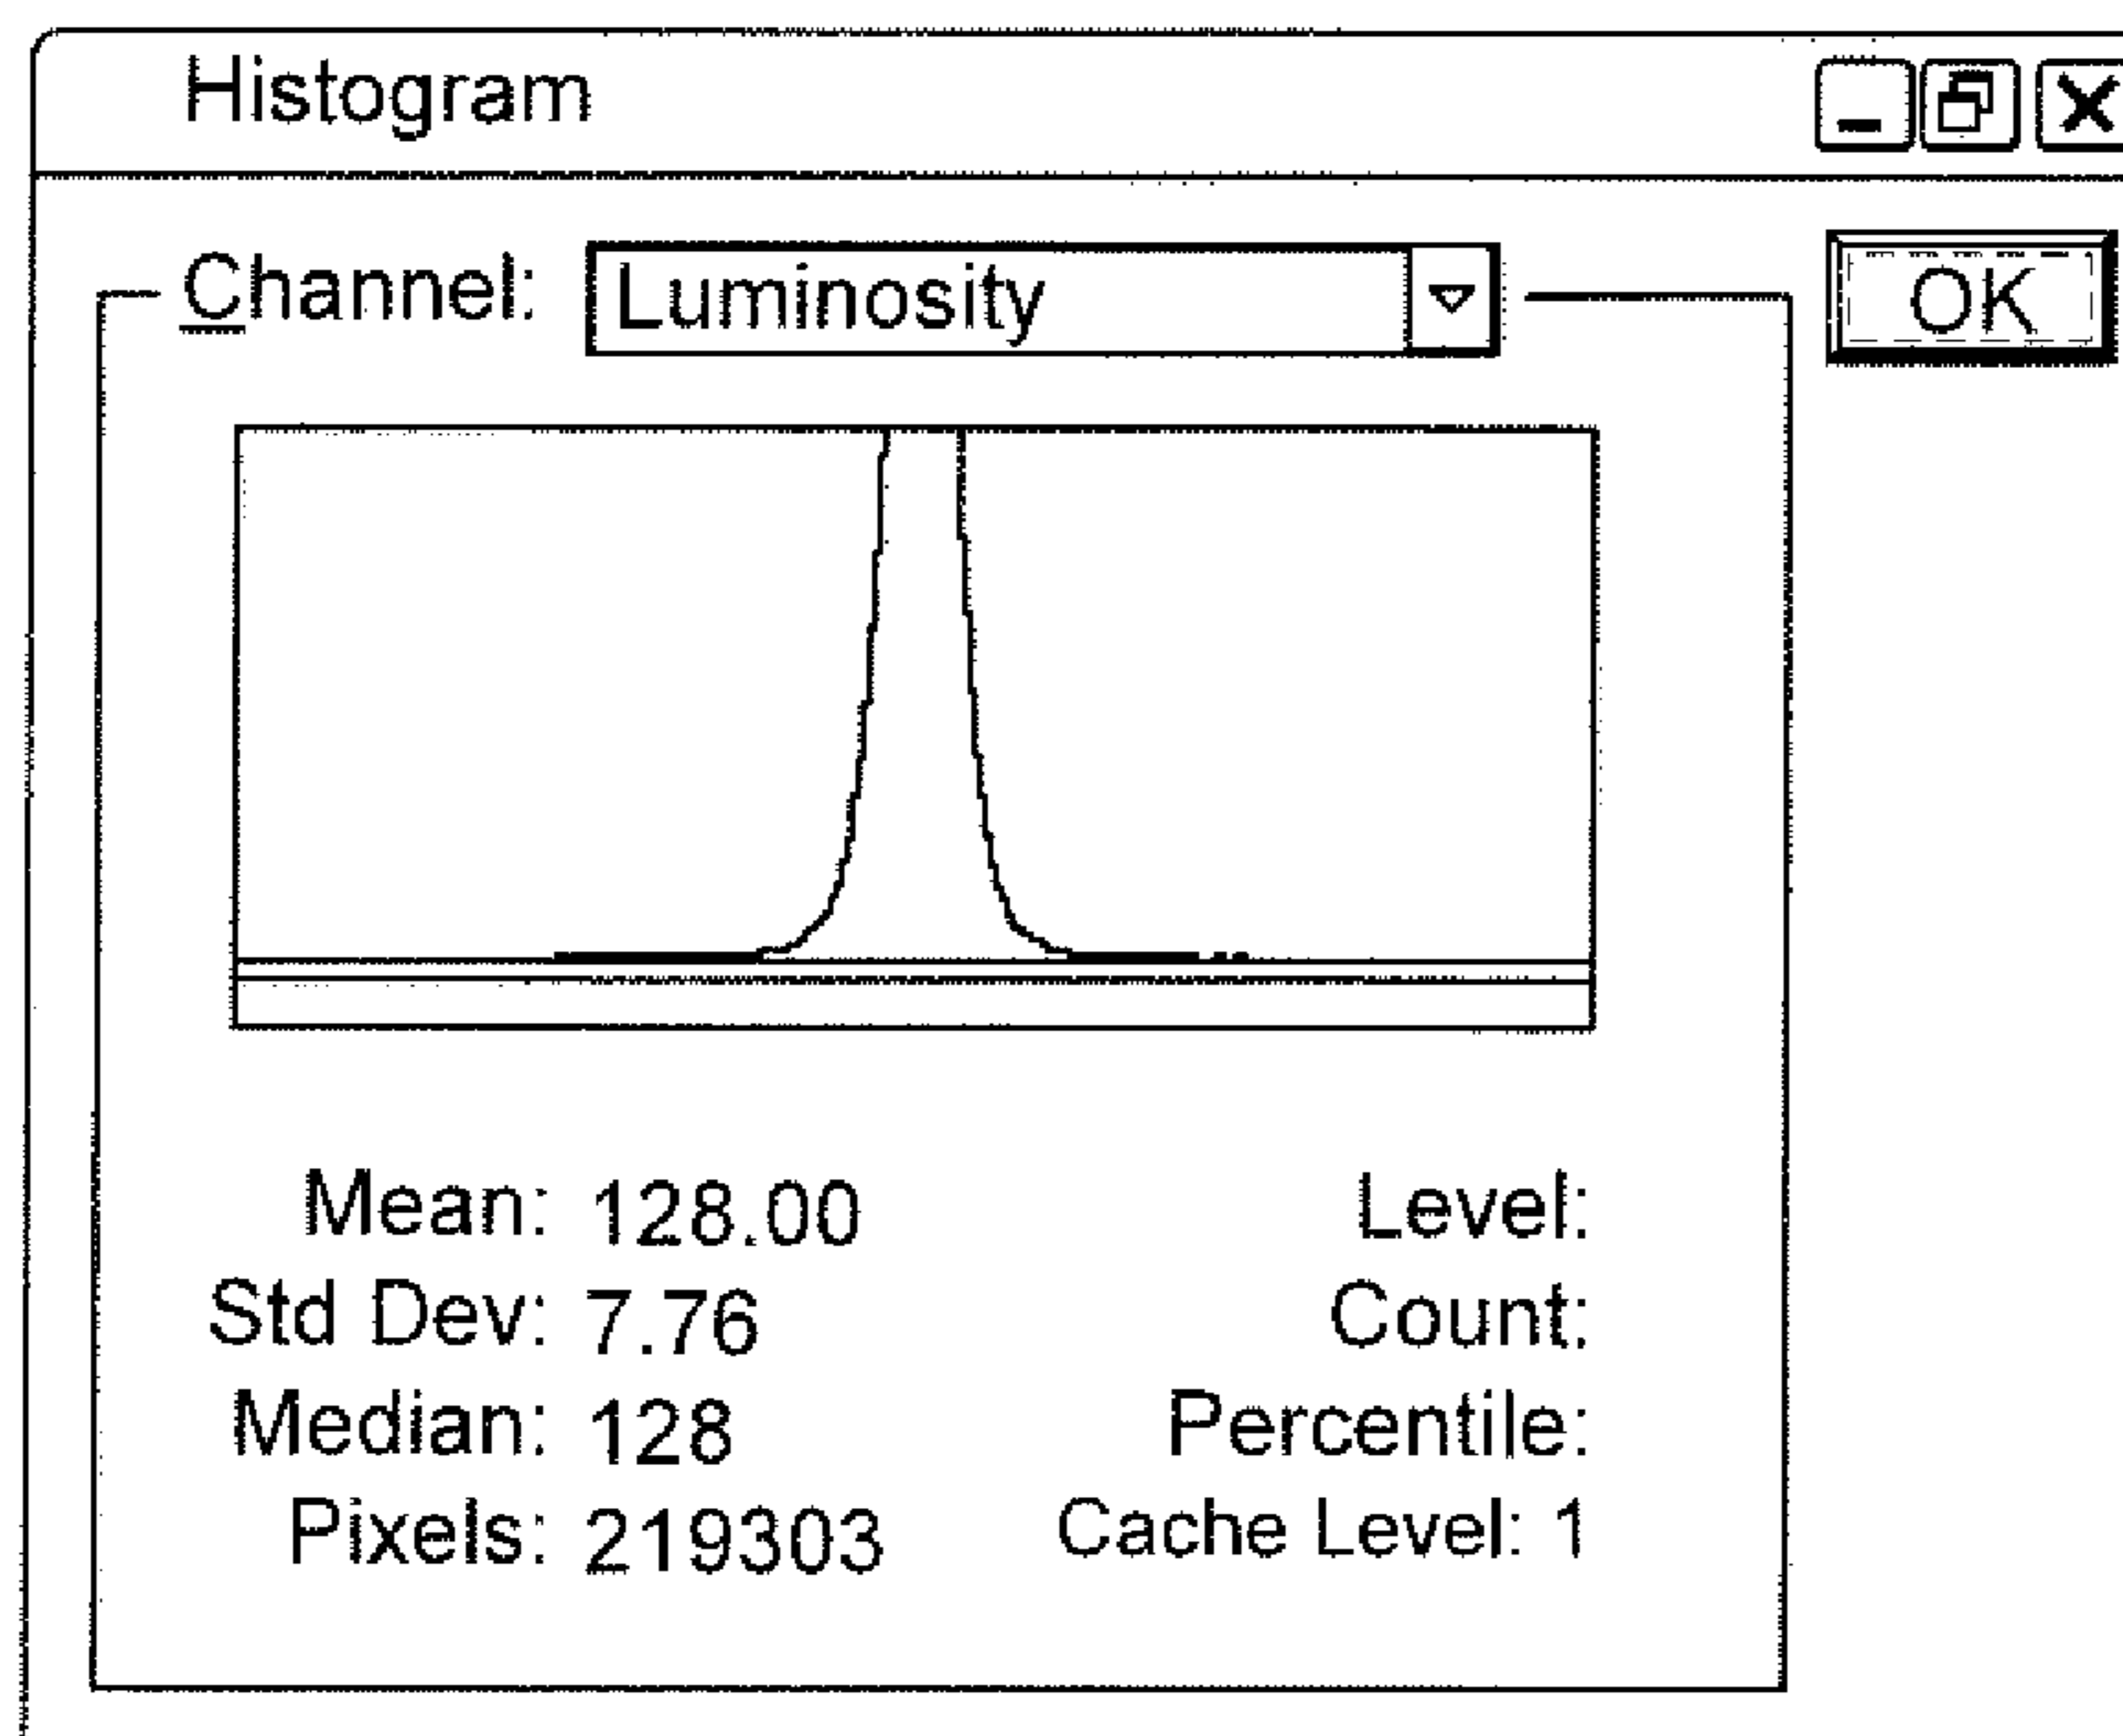 Histogram
Channel: Luminosity
OK
Mean: 128.00 Level:
Std Dev: 7.76 Count:
Median: 128 Percentile:
Pixels: 219303 Cache Level: 1